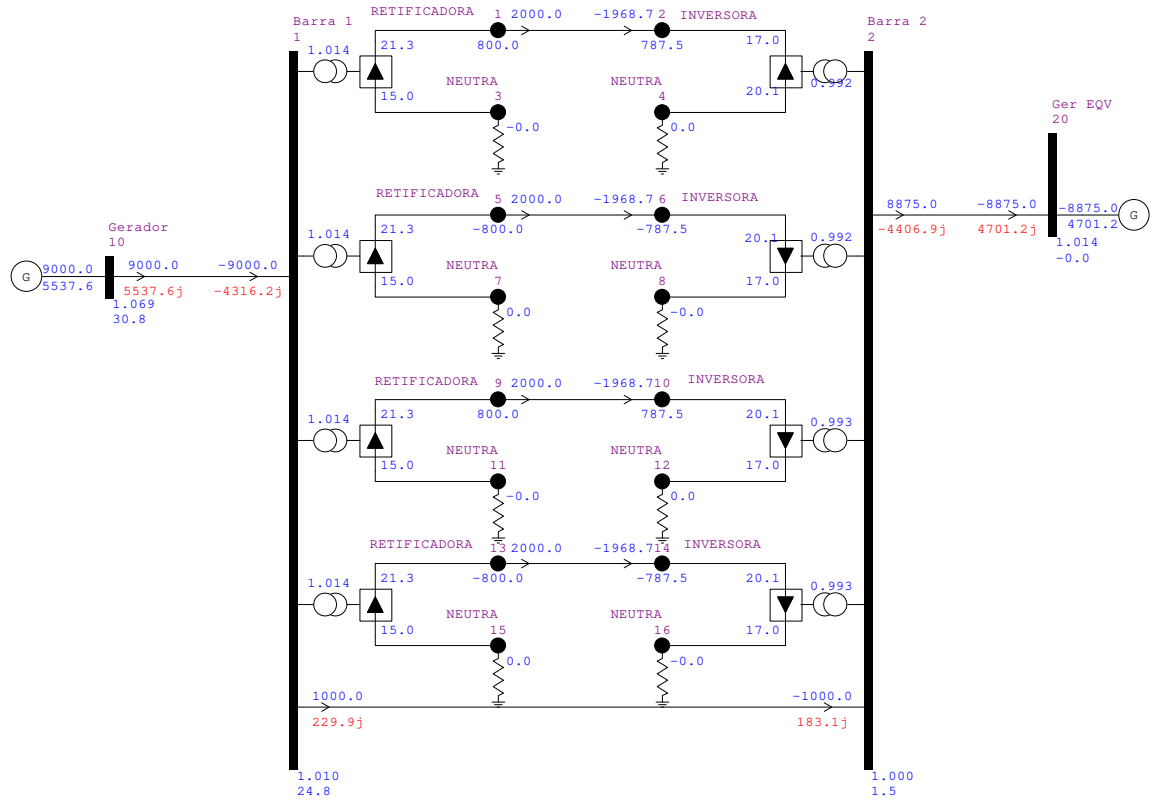 RETIFICADORA 1 2000.0 -1968.7 2 INVERSORA
Barra 1
1
Barra 2
2
800.0 787.5
1.014 21.3 17.0 0.992
15.0 20.1
NEUTRA NEUTRA
3 4
-0.0 0.0
Ger EQV
20
RETIFICADORA 5 2000.0 -1968.7 6 INVERSORA
-800.0 -787.5
1.014 21.3 20.1 0.992
15.0 17.0
NEUTRA NEUTRA
7 8
0.0 -0.0
8875.0 -8875.0 -8875.0
-4406.9j 4701.2j 4701.2
1.014
-0.0
Gerador
10
G 9000.0 9000.0 -9000.0
5537.6 5537.6j -4316.2j
1.069
30.8
G
RETIFICADORA 9 2000.0 -1968.7 10 INVERSORA
800.0 787.5
1.014 21.3 20.1 0.993
15.0 17.0
NEUTRA NEUTRA
11 12
-0.0 0.0
RETIFICADORA 13 2000.0 -1968.7 14 INVERSORA
-800.0 -787.5
1.014 21.3 20.1 0.993
15.0 17.0
NEUTRA NEUTRA
15 16
0.0 -0.0
1000.0 -1000.0
229.9j 183.1j
1.010 1.000
24.8 1.5